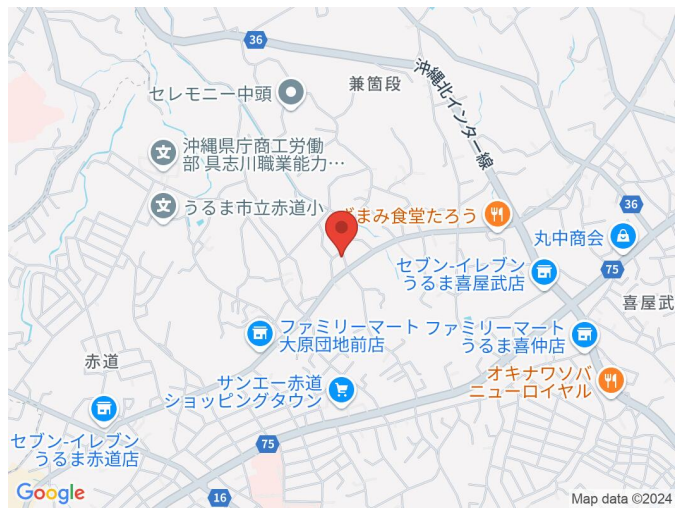 36
沖縄北インター線
兼箇段
セレモニー中頭
沖縄県庁商工労働
部 具志川職業能力…
うるま市立赤道小
まみ食堂たろう
36
丸中商会
セブン-イレブン
うるま喜屋武店
75
喜屋武
ファミリーマート
大原団地前店
ファミリーマート
うるま喜仲店
赤道
サンエー赤道
ショッピングタウン
オキナワソバ
ニューロイヤル
セブン-イレブン
うるま赤道店
75
16
Google
Map data ©2024